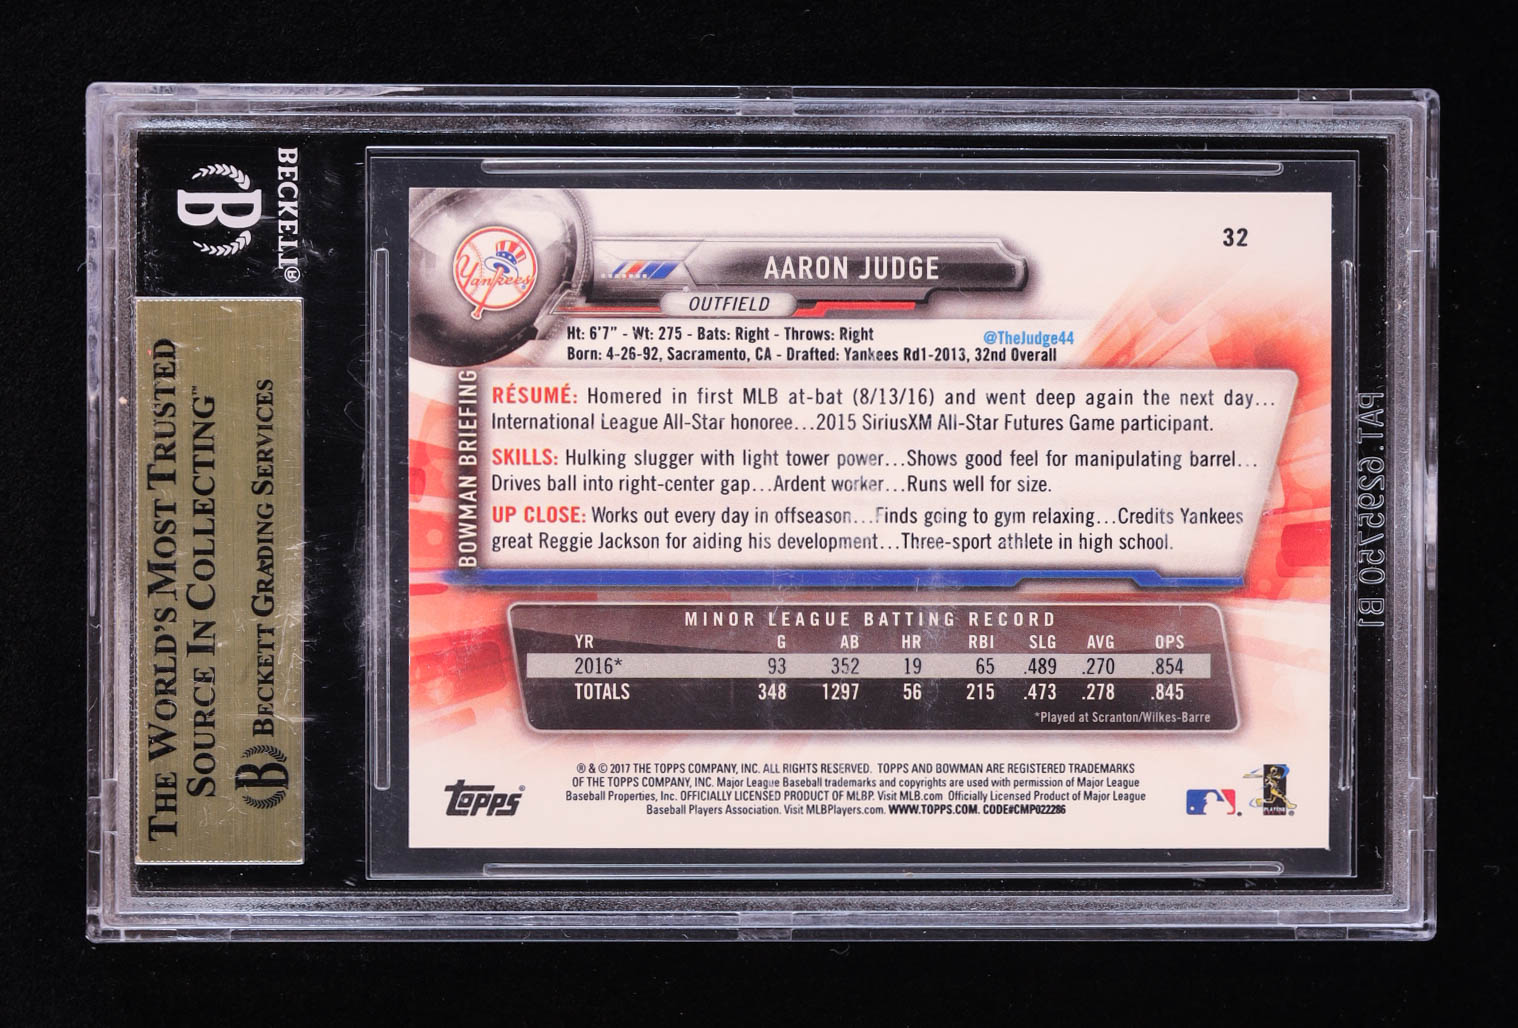 BECKETT®
B
THE WORLD'S MOST TRUSTED
SOURCE IN COLLECTING™
B BECKETT GRADING SERVICES
Yankees
32
AARON JUDGE
OUTFIELD
Ht: 6'7" - Wt: 275 - Bats: Right - Throws: Right
@TheJudge44
Born: 4-26-92, Sacramento, CA - Drafted: Yankees Rd1-2013, 32nd Overall
BOWMAN BRIEFING
RÉSUMÉ: Homered in first MLB at-bat (8/13/16) and went deep again the next day...
International League All-Star honoree...2015 SiriusXM All-Star Futures Game participant.
SKILLS: Hulking slugger with light tower power...Shows good feel for manipulating barrel...
Drives ball into right-center gap...Ardent worker...Runs well for size.
UP CLOSE: Works out every day in offseason...Finds going to gym relaxing...Credits Yankees
great Reggie Jackson for aiding his development...Three-sport athlete in high school.
MINOR LEAGUE BATTING RECORD
YR G AB HR RBI SLG AVG OPS
2016* 93 352 19 65 .489 .270 .854
TOTALS 348 1297 56 215 .473 .278 .845
*Played at Scranton/Wilkes-Barre
® & © 2017 THE TOPPS COMPANY, INC. ALL RIGHTS RESERVED. TOPPS AND BOWMAN ARE REGISTERED TRADEMARKS
OF THE TOPPS COMPANY, INC. Major League Baseball trademarks and copyrights are used with permission of Major League
Baseball Properties, Inc. OFFICIALLY LICENSED PRODUCT OF MLBP. Visit MLB.com Officially Licensed Product of Major League
Baseball Players Association. Visit MLBPlayers.com. WWW.TOPPS.COM. CODE#CMP022286
topps®
PAT.6295750 B1